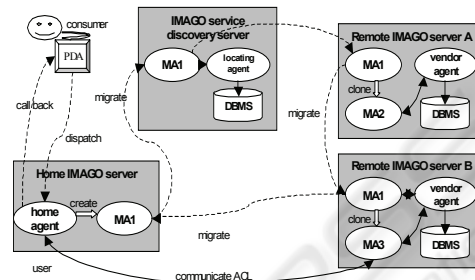 consumer
PDA
call back
dispatch
IMAGO service
discovery server
MA1
locating
agent
DBMS
migrate
Remote IMAGO server A
MA1
vendor
agent
clone
MA2
DBMS
migrate
Home IMAGO server
home
agent
create
MA1
migrate
Remote IMAGO server B
MA1
vendor
agent
clone
MA3
DBMS
user
communicate ACL